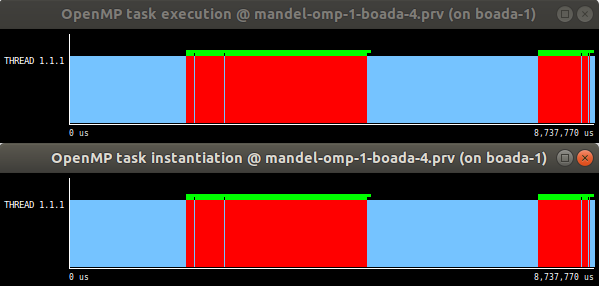 OpenMP task execution @ mandel-omp-1-boada-4.prv (on boada-1)
THREAD 1.1.1
0 us 8,737,770 us
OpenMP task instantiation @ mandel-omp-1-boada-4.prv (on boada-1)
THREAD 1.1.1
0 us 8,737,770 us